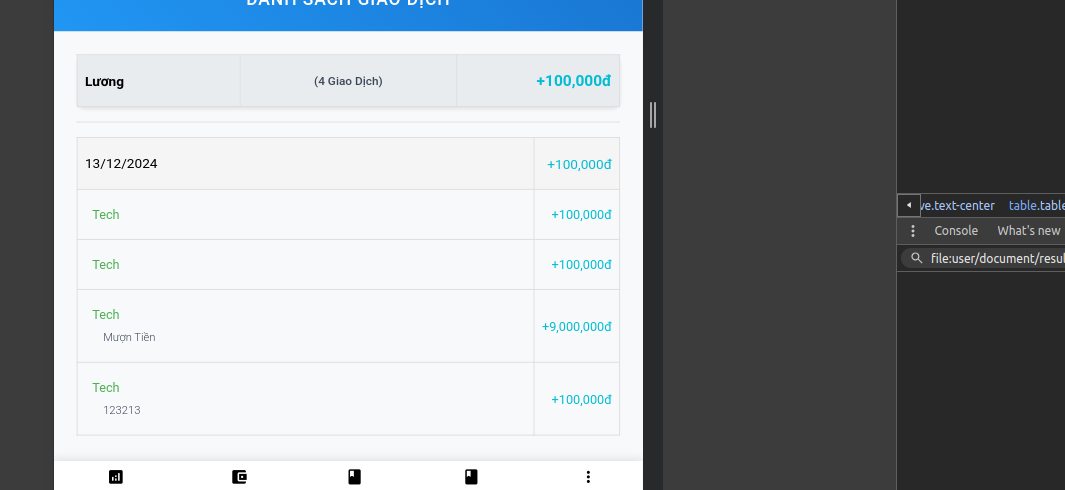 DANH SÁCH GIAO DỊCH
Lương (4 Giao Dịch) +100,000đ
13/12/2024 +100,000đ
Tech +100,000đ
Tech +100,000đ
Tech
Mượn Tiền +9,000,000đ
Tech
123213 +100,000đ
ve.text-center table.table
Console What's new
file:user/document/resul